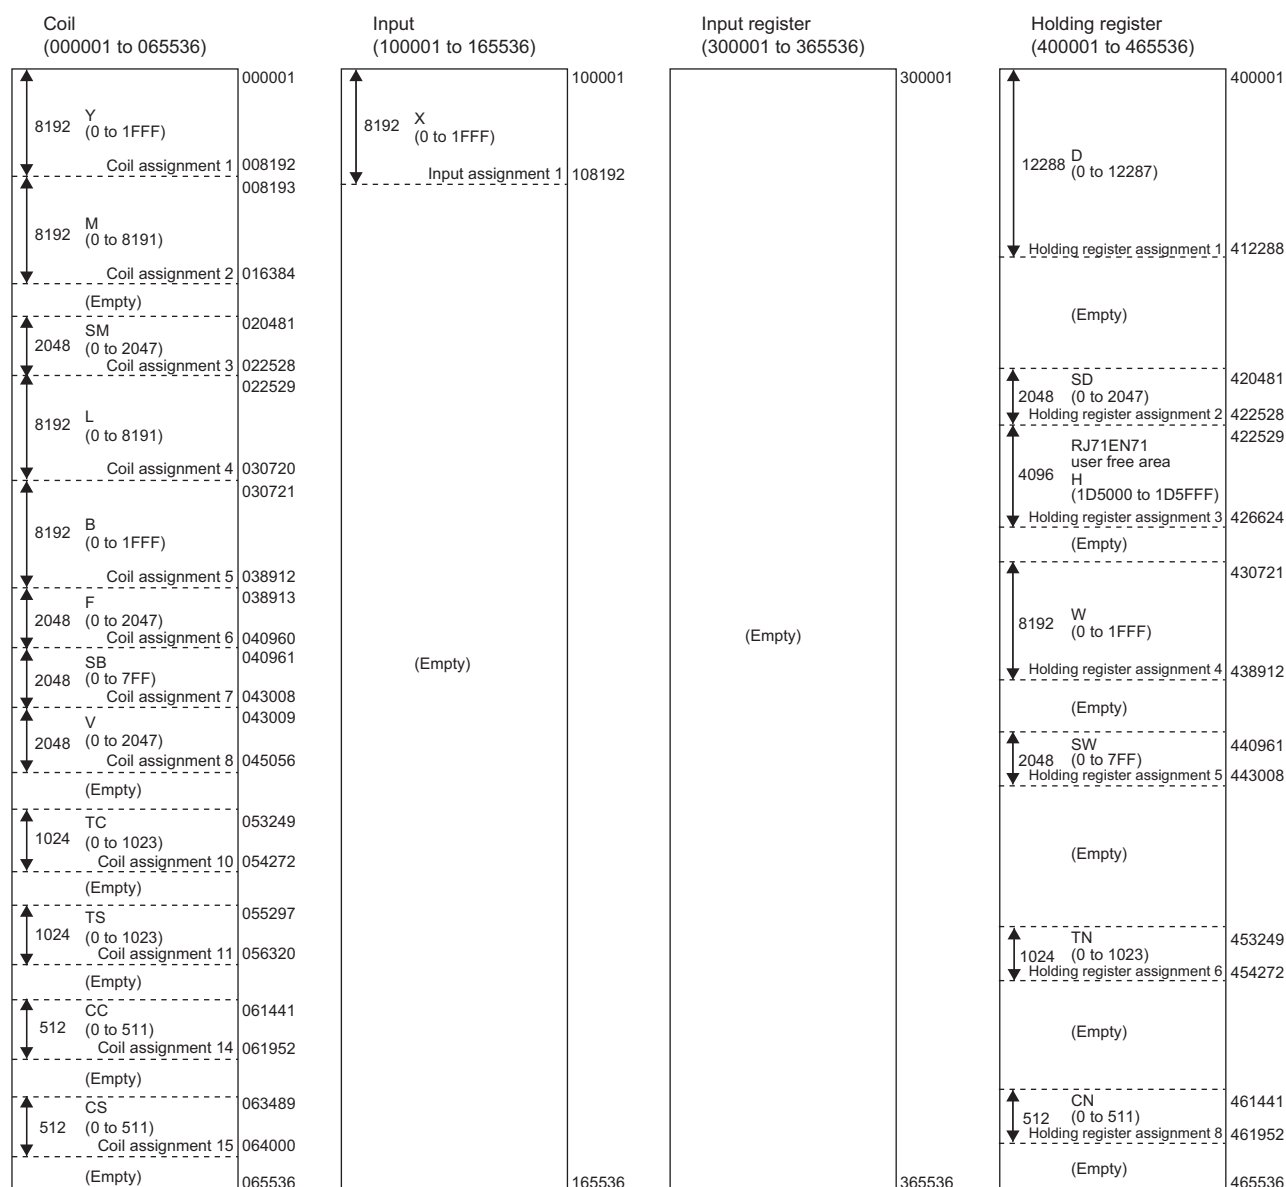 Coil
(000001 to 065536)
000001
8192
Y
(0 to 1FFF)
Coil assignment 1
008192
008193
8192
M
(0 to 8191)
Coil assignment 2
016384
(Empty)
020481
2048
SM
(0 to 2047)
Coil assignment 3
022528
022529
8192
L
(0 to 8191)
Coil assignment 4
030720
030721
8192
B
(0 to 1FFF)
Coil assignment 5
038912
038913
2048
F
(0 to 2047)
Coil assignment 6
040960
040961
2048
SB
(0 to 7FF)
Coil assignment 7
043008
043009
2048
V
(0 to 2047)
Coil assignment 8
045056
(Empty)
053249
1024
TC
(0 to 1023)
Coil assignment 10
054272
(Empty)
055297
1024
TS
(0 to 1023)
Coil assignment 11
056320
(Empty)
061441
512
CC
(0 to 511)
Coil assignment 14
061952
(Empty)
063489
512
CS
(0 to 511)
Coil assignment 15
064000
(Empty)
065536
Input
(100001 to 165536)
100001
8192
X
(0 to 1FFF)
Input assignment 1
108192
(Empty)
165536
Input register
(300001 to 365536)
300001
(Empty)
365536
Holding register
(400001 to 465536)
400001
12288
D
(0 to 12287)
Holding register assignment 1
412288
(Empty)
420481
2048
SD
(0 to 2047)
Holding register assignment 2
422528
422529
4096
RJ71EN71
user free area
H
(1D5000 to 1D5FFF)
Holding register assignment 3
426624
(Empty)
430721
8192
W
(0 to 1FFF)
Holding register assignment 4
438912
(Empty)
440961
2048
SW
(0 to 7FF)
Holding register assignment 5
443008
(Empty)
453249
1024
TN
(0 to 1023)
Holding register assignment 6
454272
(Empty)
461441
512
CN
(0 to 511)
Holding register assignment 8
461952
(Empty)
465536